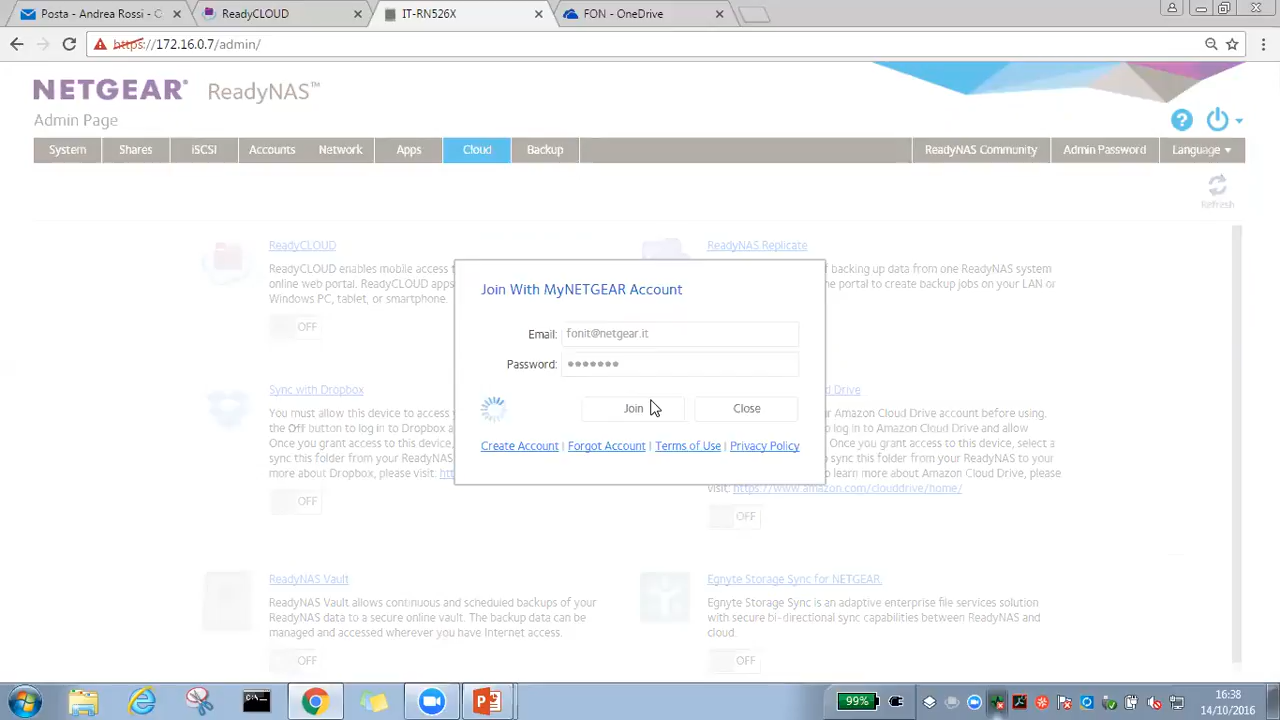 Posta - Andrea Rossi - C
ReadyCLOUD
IT-RN526X
FON - OneDrive
https://172.16.0.7/admin/
NETGEAR® ReadyNAS™
Admin Page
System Shares iSCSI Accounts Network Apps Cloud Backup ReadyNAS Community Admin Password Language
Refresh
ReadyCLOUD
ReadyCLOUD enables mobile access
online web portal. ReadyCLOUD apps
Windows PC, tablet, or smartphone.
OFF
ReadyNAS Replicate
backing up data from one ReadyNAS system
the portal to create backup jobs on your LAN or
Join With MyNETGEAR Account
Email: fonit@netgear.it
Password: •••••••
Join Close
Create Account | Forgot Account | Terms of Use | Privacy Policy
Sync with Dropbox
You must allow this device to access
the Off button to log in to Dropbox a
Once you grant access to this device,
sync this folder from your ReadyNAS
more about Dropbox, please visit: ht
OFF
d Drive
r Amazon Cloud Drive account before using.
log in to Amazon Cloud Drive and allow
Once you grant access to this device, select a
sync this folder from your ReadyNAS to your
learn more about Amazon Cloud Drive, please
visit: https://www.amazon.com/clouddrive/home/
OFF
ReadyNAS Vault
ReadyNAS Vault allows continuous and scheduled backups of your
ReadyNAS data to a secure online vault. The backup data can be
managed and accessed wherever you have Internet access.
OFF
Egnyte Storage Sync for NETGEAR
Egnyte Storage Sync is an adaptive enterprise file services solution
with secure bi-directional sync capabilities between ReadyNAS and
cloud.
OFF
99%
16:38
14/10/2016